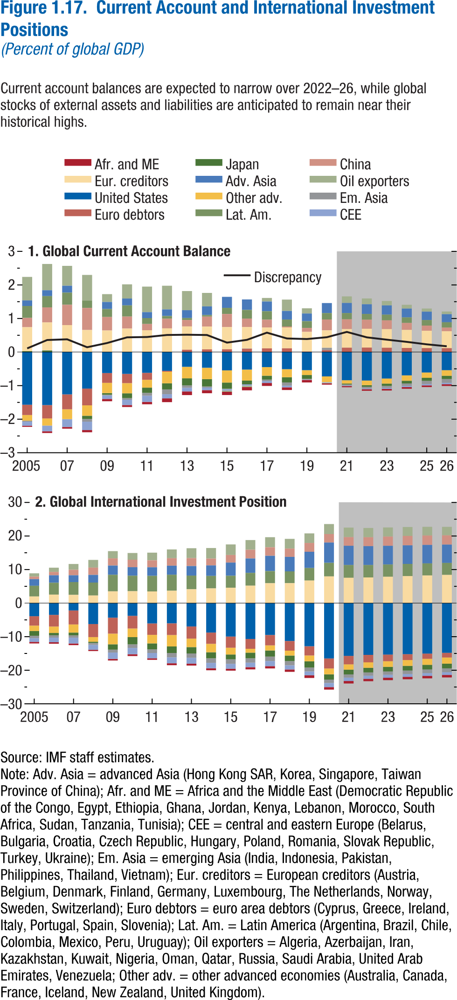 Figure 1.17.  Current Account and International Investment
Positions
(Percent of global GDP)
Current account balances are expected to narrow over 2022–26, while global
stocks of external assets and liabilities are anticipated to remain near their
historical highs.
Afr. and ME Japan China
Eur. creditors Adv. Asia Oil exporters
United States Other adv. Em. Asia
Euro debtors Lat. Am. CEE
3 1. Global Current Account Balance
Discrepancy
2
1
0
–1
–2
–3
2005 07 09 11 13 15 17 19 21 23 25 26
30 2. Global International Investment Position
20
10
0
–10
–20
–30
2005 07 09 11 13 15 17 19 21 23 25 26
Source: IMF staff estimates.
Note: Adv. Asia = advanced Asia (Hong Kong SAR, Korea, Singapore, Taiwan
Province of China); Afr. and ME = Africa and the Middle East (Democratic Republic
of the Congo, Egypt, Ethiopia, Ghana, Jordan, Kenya, Lebanon, Morocco, South
Africa, Sudan, Tanzania, Tunisia); CEE = central and eastern Europe (Belarus,
Bulgaria, Croatia, Czech Republic, Hungary, Poland, Romania, Slovak Republic,
Turkey, Ukraine); Em. Asia = emerging Asia (India, Indonesia, Pakistan,
Philippines, Thailand, Vietnam); Eur. creditors = European creditors (Austria,
Belgium, Denmark, Finland, Germany, Luxembourg, The Netherlands, Norway,
Sweden, Switzerland); Euro debtors = euro area debtors (Cyprus, Greece, Ireland,
Italy, Portugal, Spain, Slovenia); Lat. Am. = Latin America (Argentina, Brazil, Chile,
Colombia, Mexico, Peru, Uruguay); Oil exporters = Algeria, Azerbaijan, Iran,
Kazakhstan, Kuwait, Nigeria, Oman, Qatar, Russia, Saudi Arabia, United Arab
Emirates, Venezuela; Other adv. = other advanced economies (Australia, Canada,
France, Iceland, New Zealand, United Kingdom).